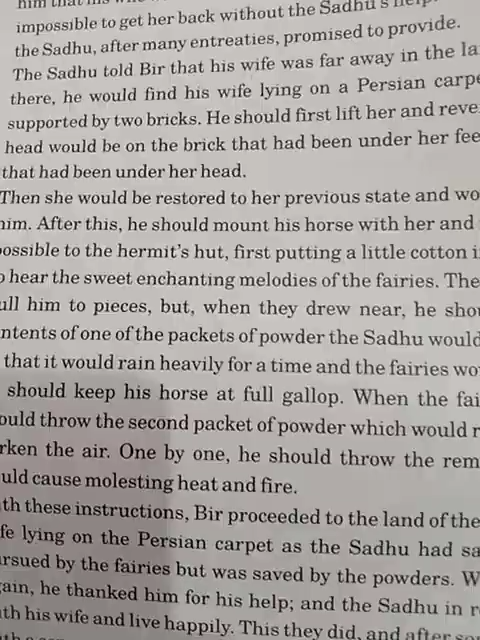 impossible to get her back without the Sadhu's
the Sadhu, after many entreaties, promised to provide.
The Sadhu told Bir that his wife was far away in the la
there, he would find his wife lying on a Persian carpe
supported by two bricks. He should first lift her and reve
head would be on the brick that had been under her fee
that had been under her head.
Then she would be restored to her previous state and wo
him. After this, he should mount his horse with her and
possible to the hermit's hut, first putting a little cotton i
o hear the sweet enchanting melodies of the fairies. The
ull him to pieces, but, when they drew near, he shou
ntents of one of the packets of powder the Sadhu would
that it would rain heavily for a time and the fairies wo
should keep his horse at full gallop. When the fai
ould throw the second packet of powder which would r
rken the air. One by one, he should throw the rem
uld cause molesting heat and fire.
th these instructions, Bir proceeded to the land of the
fe lying on the Persian carpet as the Sadhu had sa
ursued by the fairies but was saved by the powders. W
gain, he thanked him for his help; and the Sadhu in r
ith his wife and live happily. This they did, and after so